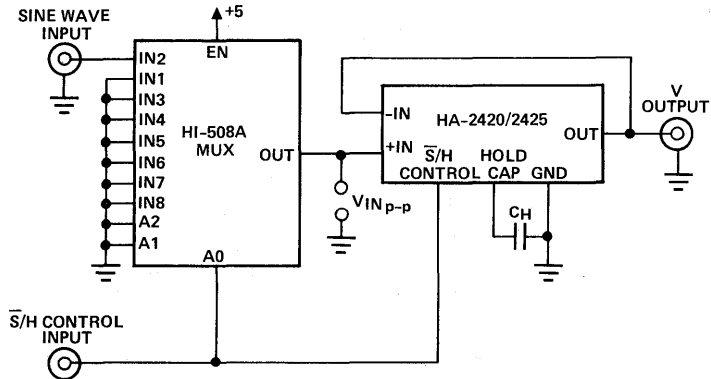 SINE WAVE
INPUT
+5
EN
IN2
IN1
IN3
IN4
IN5
IN6
IN7
IN8
A2
A1
HI-508A
MUX
OUT
A0
VINp-p
-IN
+IN
HA-2420/2425
OUT
S̅/H
CONTROL
HOLD
CAP
GND
CH
V
OUTPUT
S̅/H CONTROL
INPUT